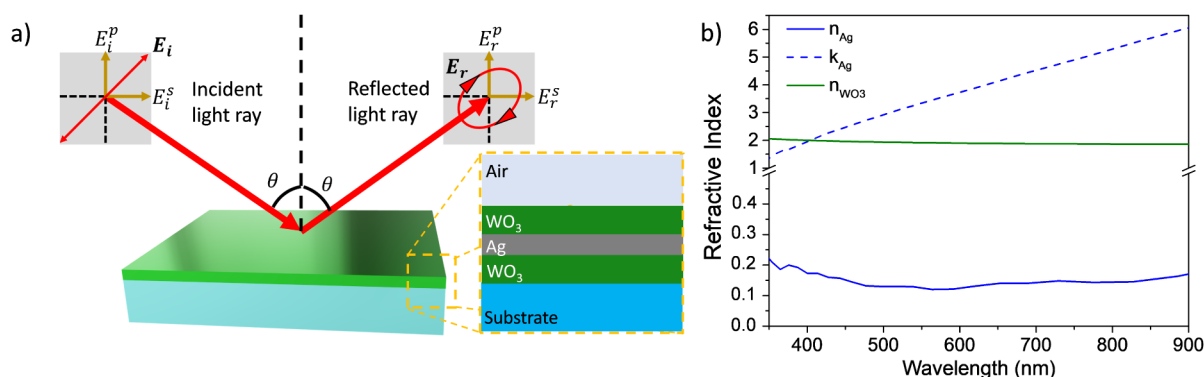 a)
E_i^p
E_i
E_i^s
Incident
light ray
θ
θ
Reflected
light ray
E_r^p
E_r
E_r^s
Air
WO₃
Ag
WO₃
Substrate
b)
n_Ag
k_Ag
n_WO3
Refractive Index
6
5
4
3
2
1
0.4
0.3
0.2
0.1
0.0
400 500 600 700 800 900
Wavelength (nm)